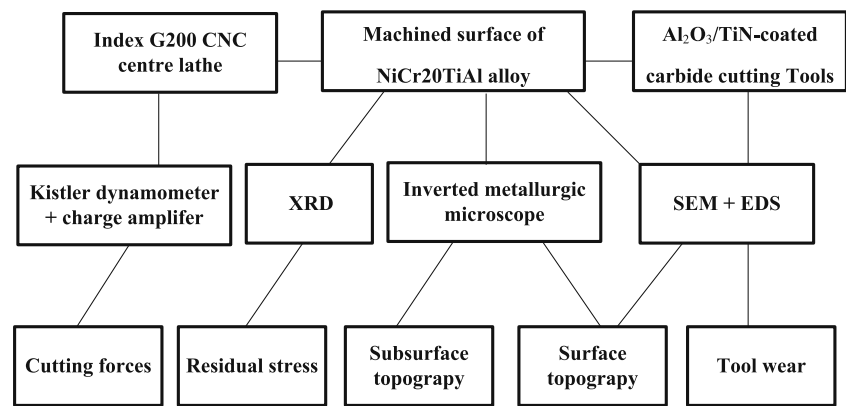 Index G200 CNC
centre lathe
Machined surface of
NiCr20TiAl alloy
Al₂O₃/TiN-coated
carbide cutting Tools
Kistler dynamometer
+ charge amplifer
XRD
Inverted metallurgic
microscope
SEM + EDS
Cutting forces
Residual stress
Subsurface
topograpy
Surface
topograpy
Tool wear